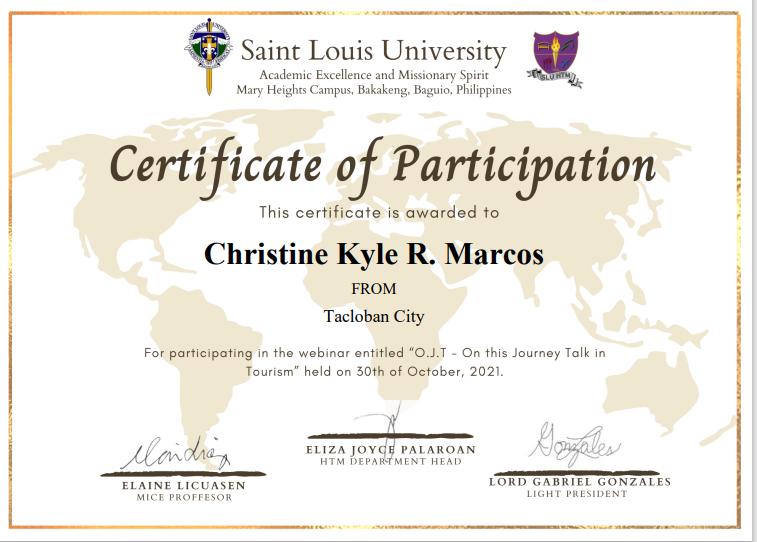 Saint Louis University
Academic Excellence and Missionary Spirit
Mary Heights Campus, Bakakeng, Baguio, Philippines
SLU HTM
Certificate of Participation
This certificate is awarded to
Christine Kyle R. Marcos
FROM
Tacloban City
For participating in the webinar entitled “O.J.T - On this Journey Talk in
Tourism” held on 30th of October, 2021.
Gonzales
ELIZA JOYCE PALAROAN
HTM DEPARTMENT HEAD
ELAINE LICUASEN
MICE PROFFESOR
LORD GABRIEL GONZALES
LIGHT PRESIDENT